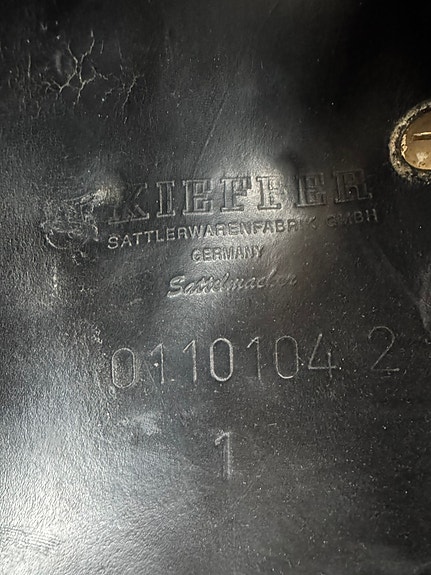 KIEFFER
SATTLERWARENFABRIK GMBH
GERMANY
Sattelmacher
0110104 2
1